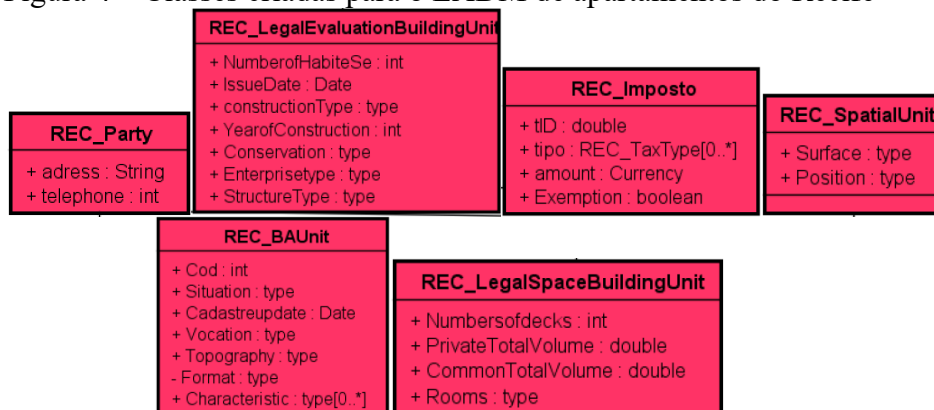 REC_LegalEvaluationBuildingUnit
+ NumberofHabiteSe : int
+ IssueDate : Date
+ constructionType : type
+ YearofConstruction : int
+ Conservation : type
+ Enterprisetype : type
+ StructureType : type
REC_Party
+ adress : String
+ telephone : int
REC_Imposto
+ tID : double
+ tipo : REC_TaxType[0..*]
+ amount : Currency
+ Exemption : boolean
REC_SpatialUnit
+ Surface : type
+ Position : type
REC_BAUnit
+ Cod : int
+ Situation : type
+ Cadastreupdate : Date
+ Vocation : type
+ Topography : type
- Format : type
+ Characteristic : type[0..*]
REC_LegalSpaceBuildingUnit
+ Numbersofdecks : int
+ PrivateTotalVolume : double
+ CommonTotalVolume : double
+ Rooms : type